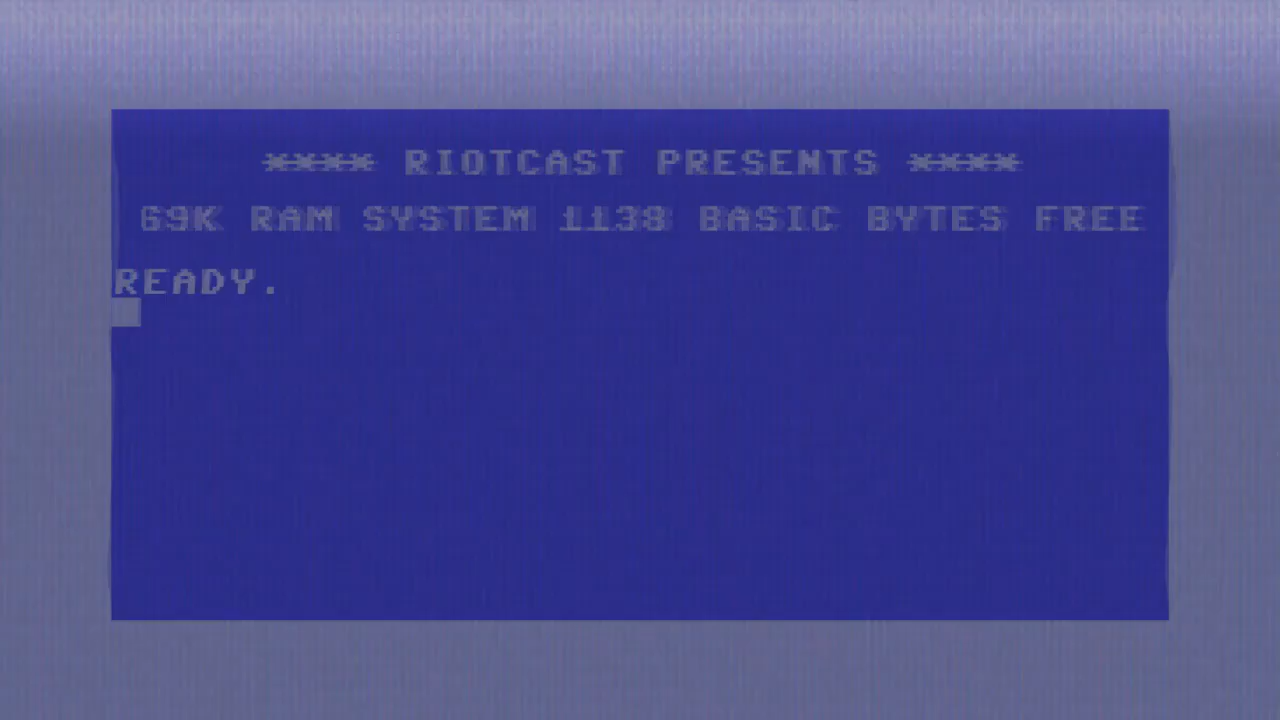 **** RIOTCAST PRESENTS ****
69K RAM SYSTEM 1138 BASIC BYTES FREE
READY.